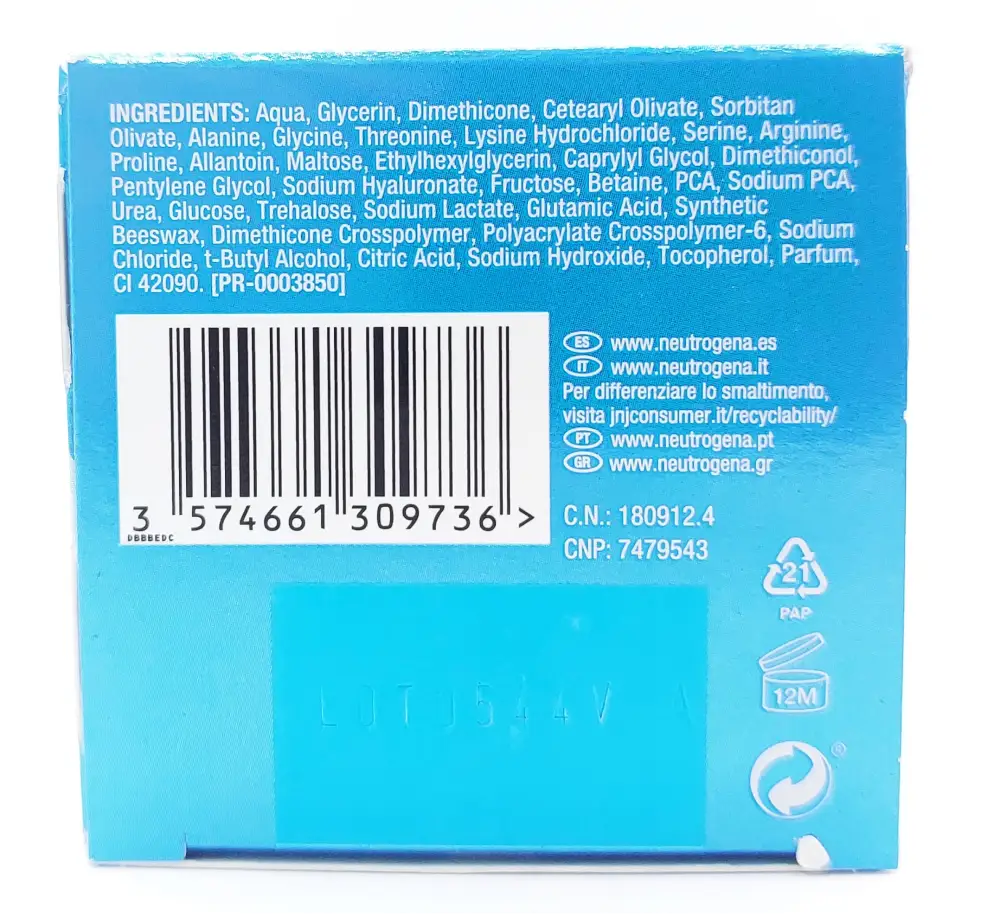 INGREDIENTS: Aqua, Glycerin, Dimethicone, Cetearyl Olivate, Sorbitan
Olivate, Alanine, Glycine, Threonine, Lysine Hydrochloride, Serine, Arginine,
Proline, Allantoin, Maltose, Ethylhexylglycerin, Caprylyl Glycol, Dimethiconol,
Pentylene Glycol, Sodium Hyaluronate, Fructose, Betaine, PCA, Sodium PCA,
Urea, Glucose, Trehalose, Sodium Lactate, Glutamic Acid, Synthetic
Beeswax, Dimethicone Crosspolymer, Polyacrylate Crosspolymer-6, Sodium
Chloride, t-Butyl Alcohol, Citric Acid, Sodium Hydroxide, Tocopherol, Parfum,
CI 42090. [PR-0003850]
ES www.neutrogena.es
IT www.neutrogena.it
Per differenziare lo smaltimento,
visita jnjconsumer.it/recyclability/
PT www.neutrogena.pt
GR www.neutrogena.gr
3 574661 309736 >
DBBBEDC
C.N.: 180912.4
CNP: 7479543
21
PAP
12M
®
LOT